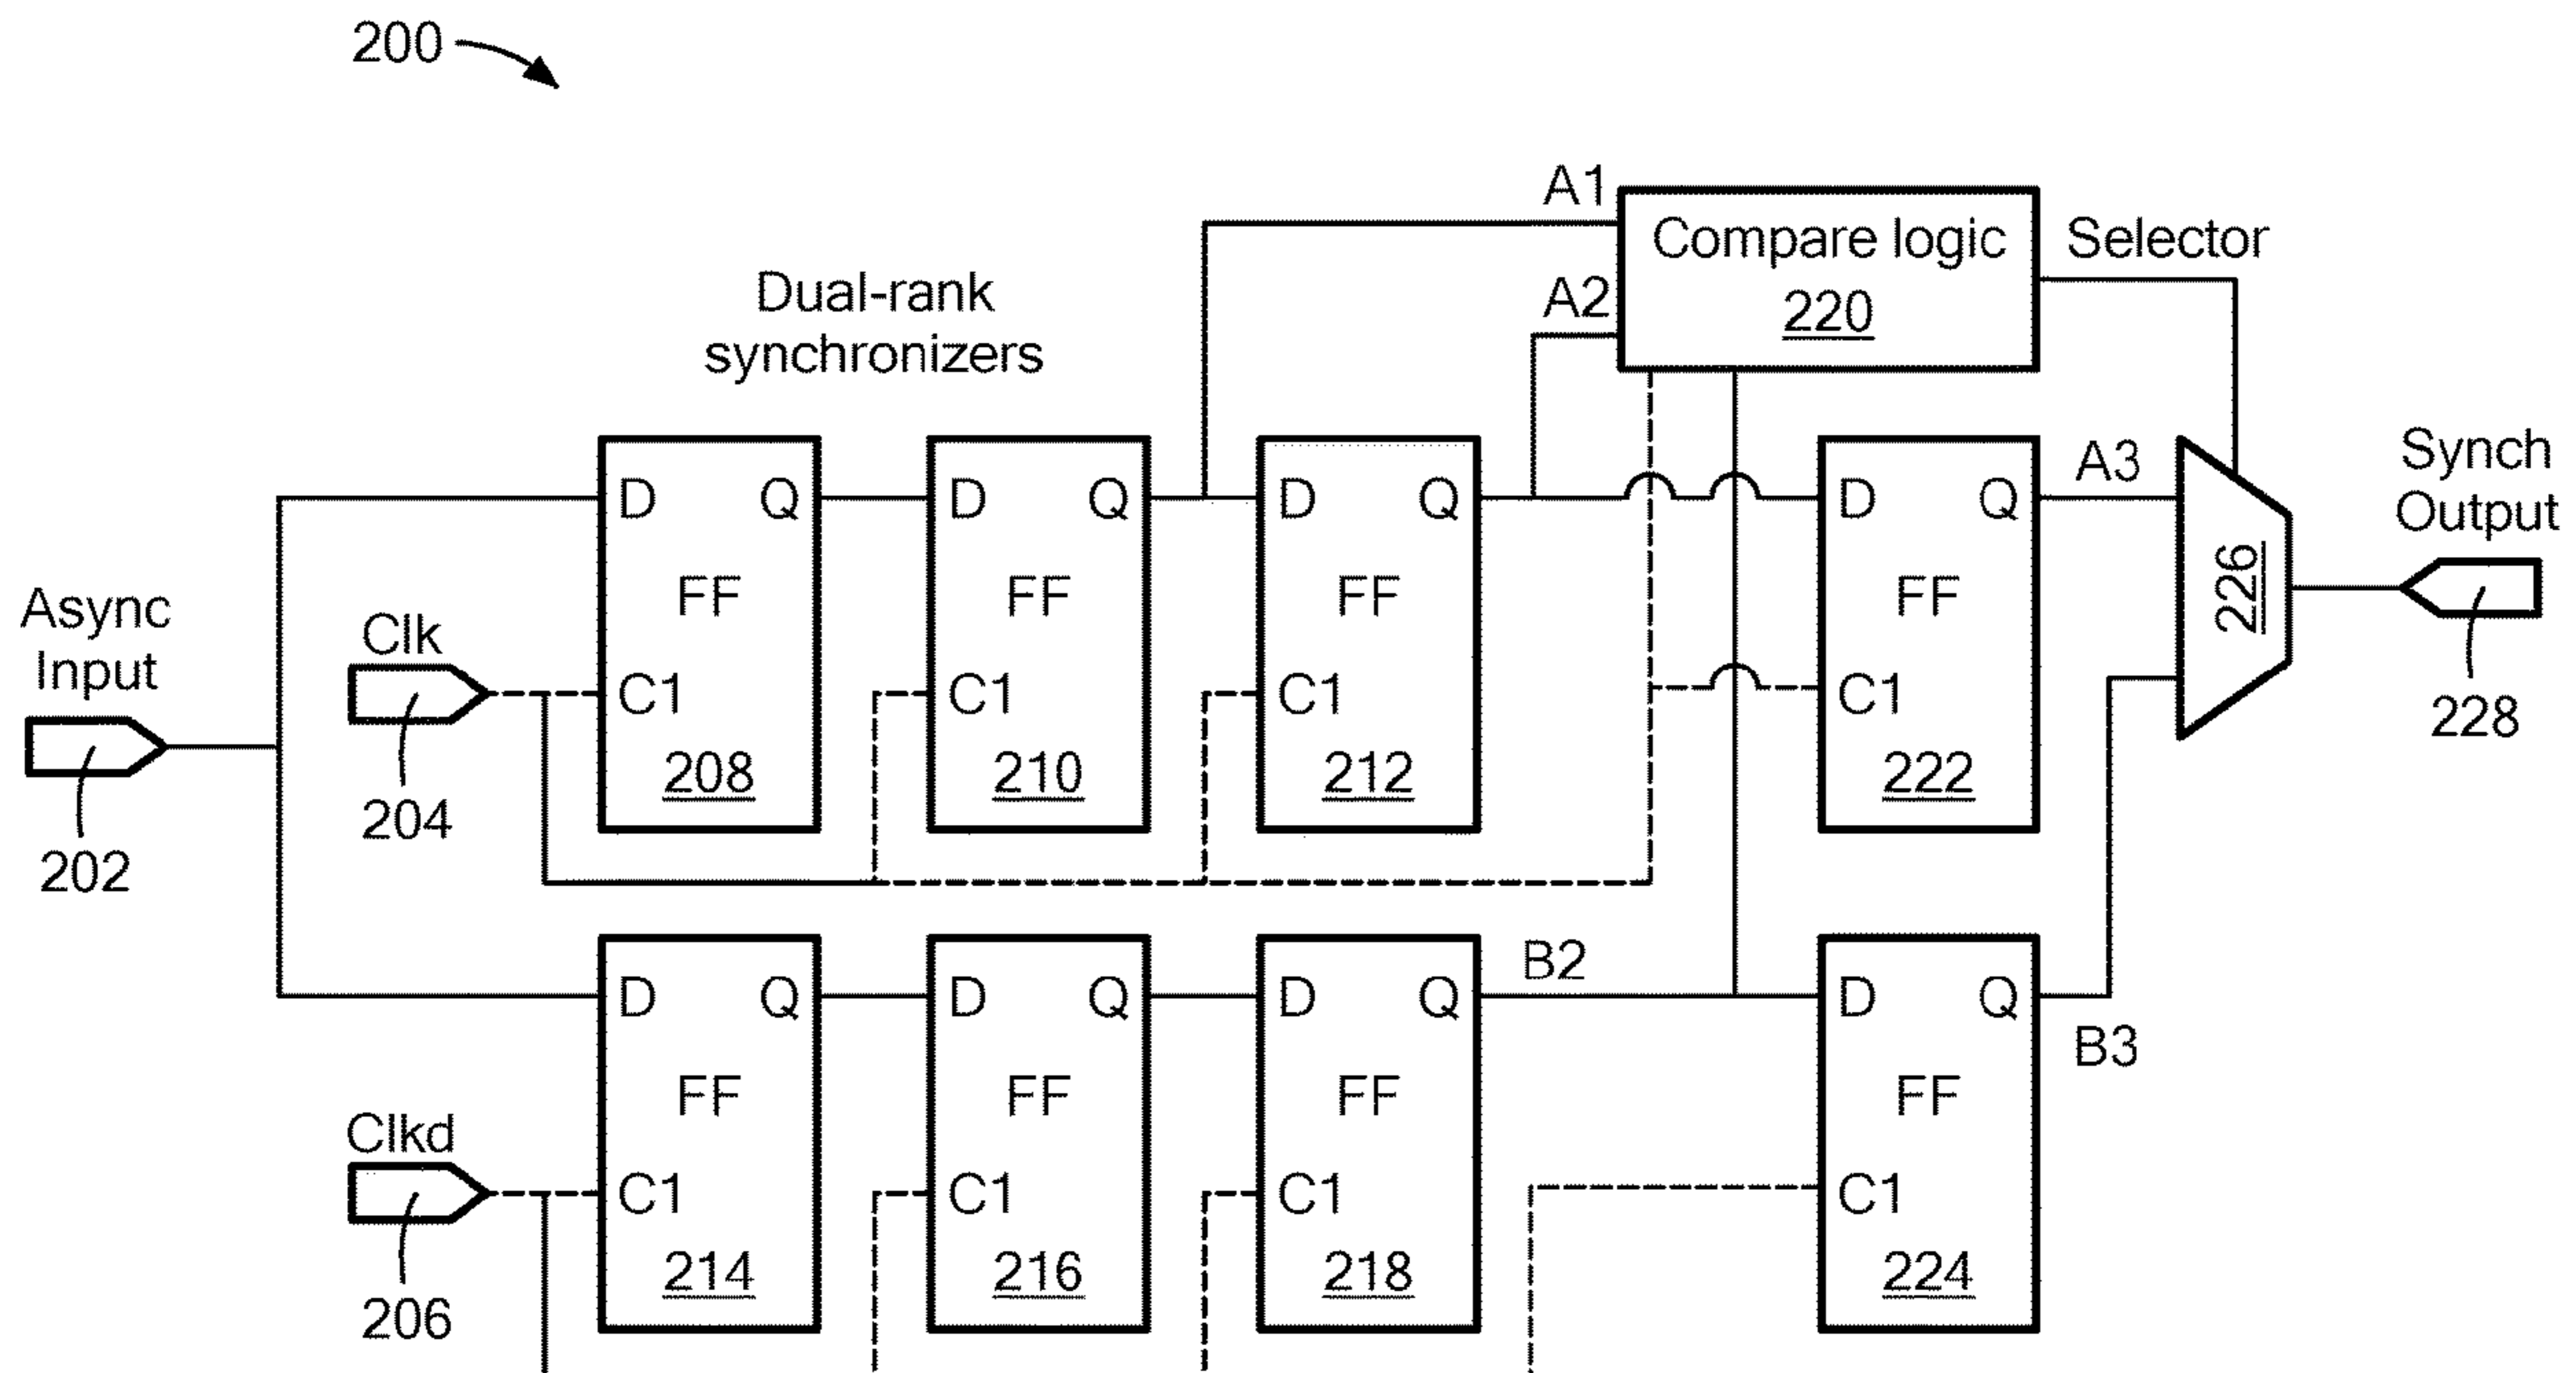 200
A1
Compare logic
220
Selector
A2
Dual-rank
synchronizers
Async
Input
202
Clk
204
D Q
FF
C1
208
D Q
FF
C1
210
D Q
FF
C1
212
D Q
FF
C1
222
A3
226
Synch
Output
228
Clkd
206
D Q
FF
C1
214
D Q
FF
C1
216
D Q
FF
C1
218
B2
D Q
FF
C1
224
B3